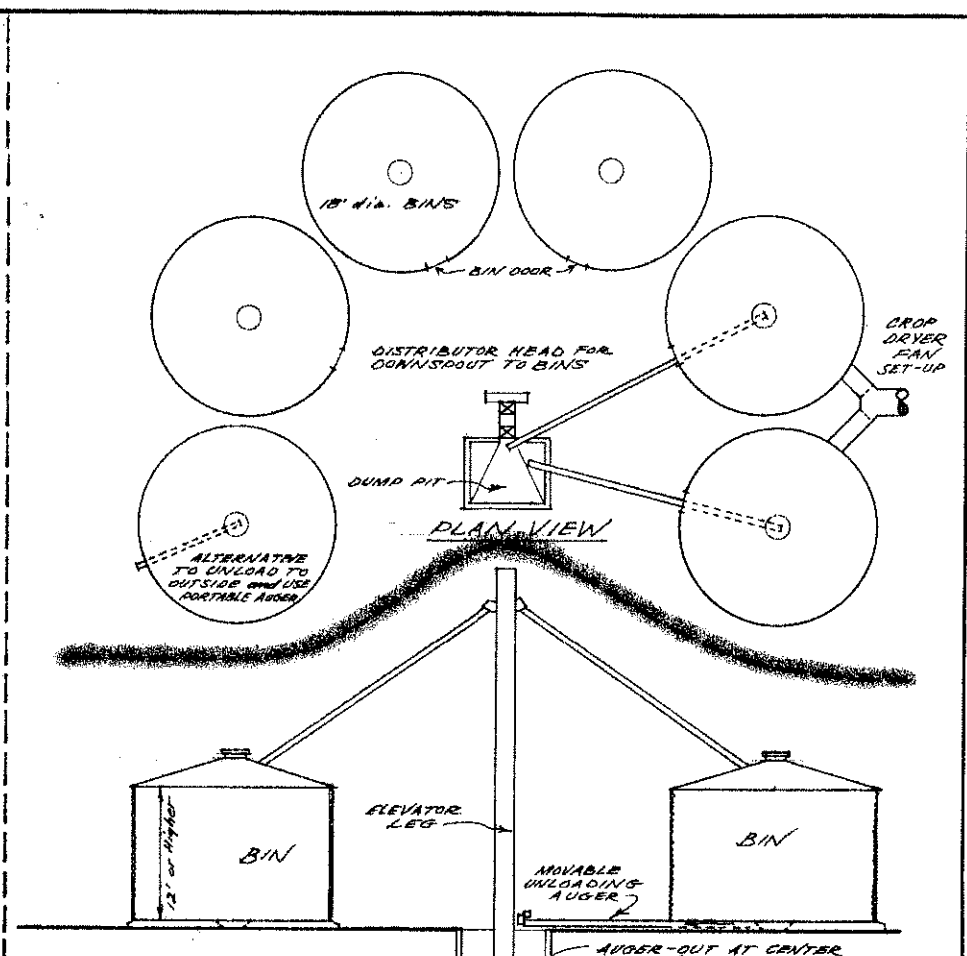 18' dia. BINS
BIN DOOR
CROP
DRYER
FAN
SET-UP
DISTRIBUTOR HEAD FOR
DOWNSPOUT TO BINS
DUMP PIT
PLAN VIEW
ALTERNATIVE
TO UNLOAD TO
OUTSIDE and USE
PORTABLE AUGER
ELEVATOR
LEG
12' or Higher
BIN
BIN
MOVABLE
UNLOADING
AUGER
AUGER-OUT AT CENTER